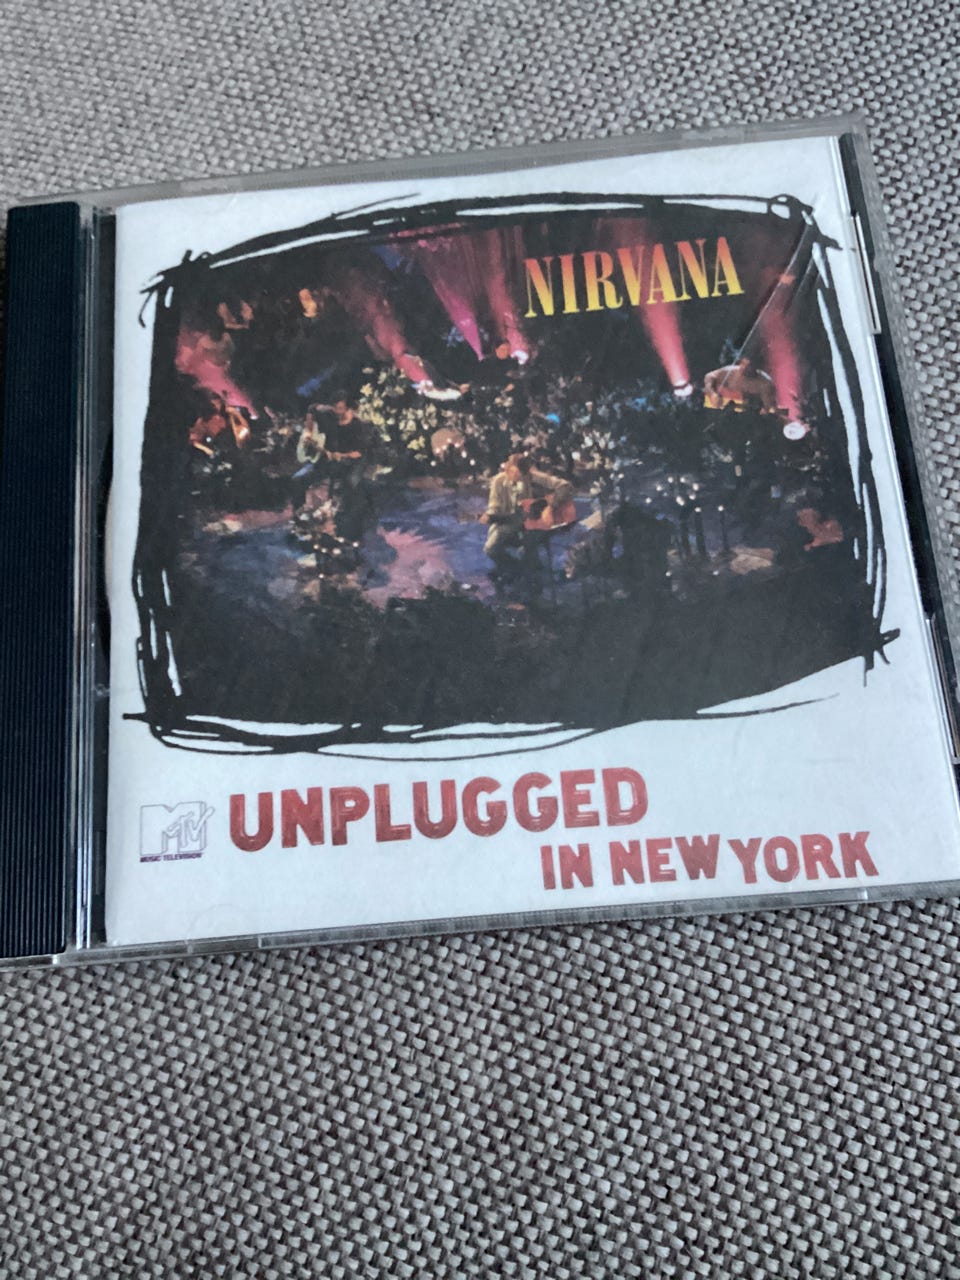 NIRVANA
MTV
MUSIC TELEVISION
UNPLUGGED
IN NEW YORK